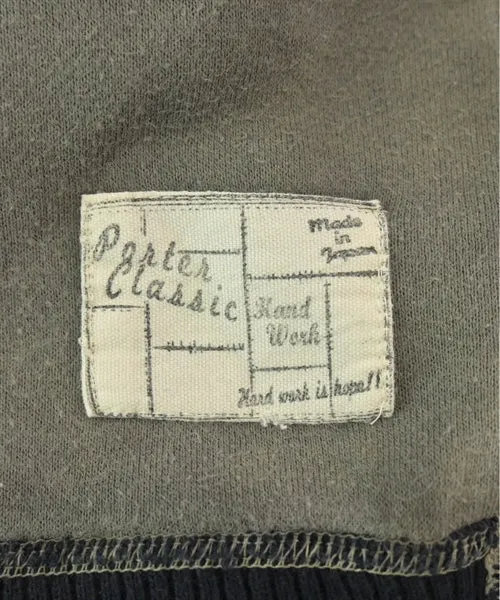 Porter
Classic
Made
in
Japan
Hand
Work
Hard work is hope!!